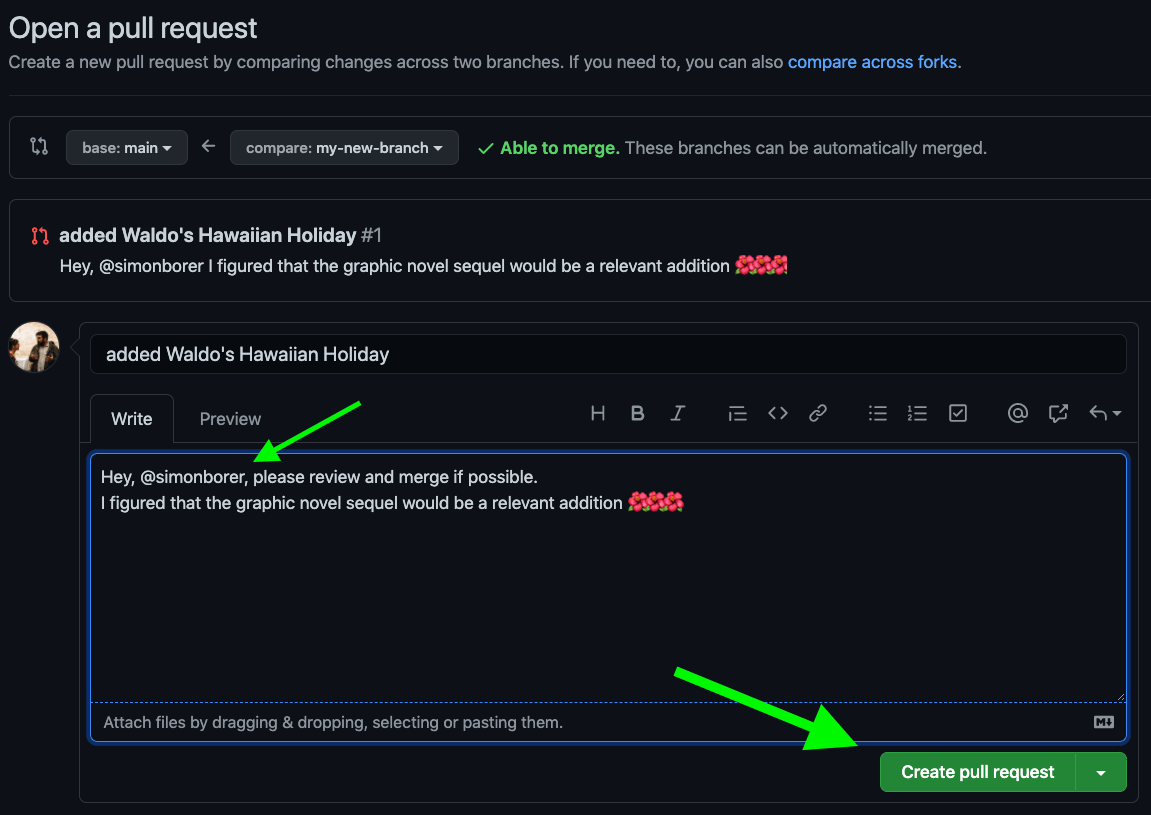 Open a pull request
Create a new pull request by comparing changes across two branches. If you need to, you can also compare across forks.
base: main
compare: my-new-branch
Able to merge. These branches can be automatically merged.
added Waldo's Hawaiian Holiday #1
Hey, @simonborer I figured that the graphic novel sequel would be a relevant addition 🌺🌺🌺
added Waldo's Hawaiian Holiday
Write
Preview
Hey, @simonborer, please review and merge if possible.
I figured that the graphic novel sequel would be a relevant addition 🌺🌺🌺
Attach files by dragging & dropping, selecting or pasting them.
Create pull request